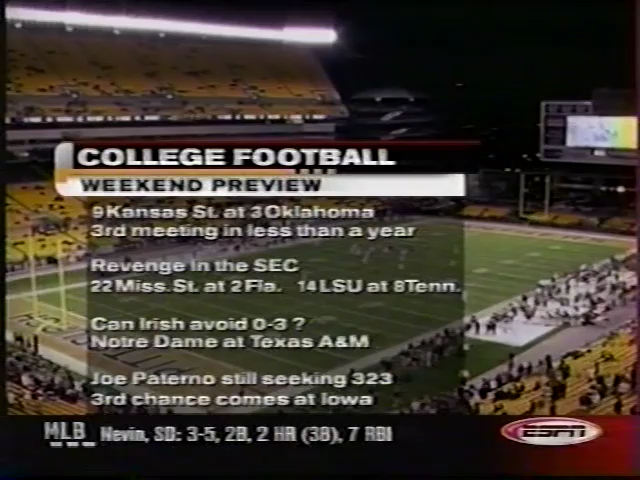 COLLEGE FOOTBALL
WEEKEND PREVIEW
9 Kansas St. at 3 Oklahoma
3rd meeting in less than a year
Revenge in the SEC
22 Miss. St. at 2 Fla. 14 LSU at 8 Tenn.
Can Irish avoid 0-3 ?
Notre Dame at Texas A&M
Joe Paterno still seeking 323
3rd chance comes at Iowa
MLB Nevin, SD: 3-5, 2B, 2 HR (38), 7 RBI
ESPN